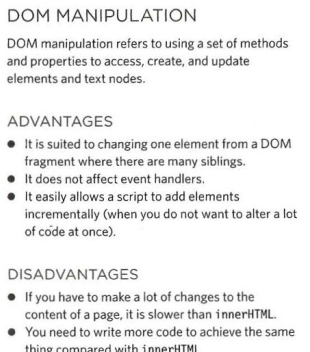 DOM MANIPULATION
DOM manipulation refers to using a set of methods
and properties to access, create, and update
elements and text nodes.
ADVANTAGES
● It is suited to changing one element from a DOM
fragment where there are many siblings.
● It does not affect event handlers.
● It easily allows a script to add elements
incrementally (when you do not want to alter a lot
of code at once).
DISADVANTAGES
● If you have to make a lot of changes to the
content of a page, it is slower than innerHTML.
● You need to write more code to achieve the same
thing compared with innerHTML